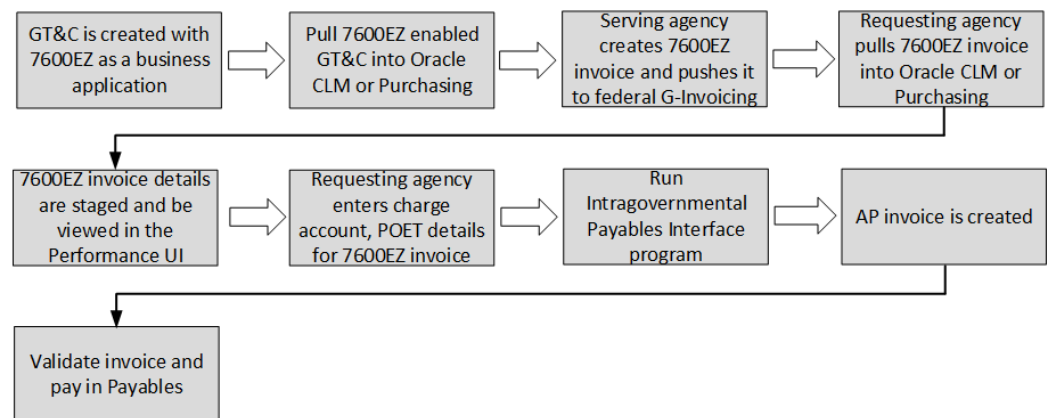 GT&C is created with
7600EZ as a business
application
Pull 7600EZ enabled
GT&C into Oracle
CLM or Purchasing
Serving agency
creates 7600EZ
invoice and pushes it
to federal G-Invoicing
Requesting agency
pulls 7600EZ invoice
into Oracle CLM or
Purchasing
7600EZ invoice details
are staged and be
viewed in the
Performance UI
Requesting agency
enters charge
account, POET details
for 7600EZ invoice
Run
Intragovernmental
Payables Interface
program
AP invoice is created
Validate invoice and
pay in Payables